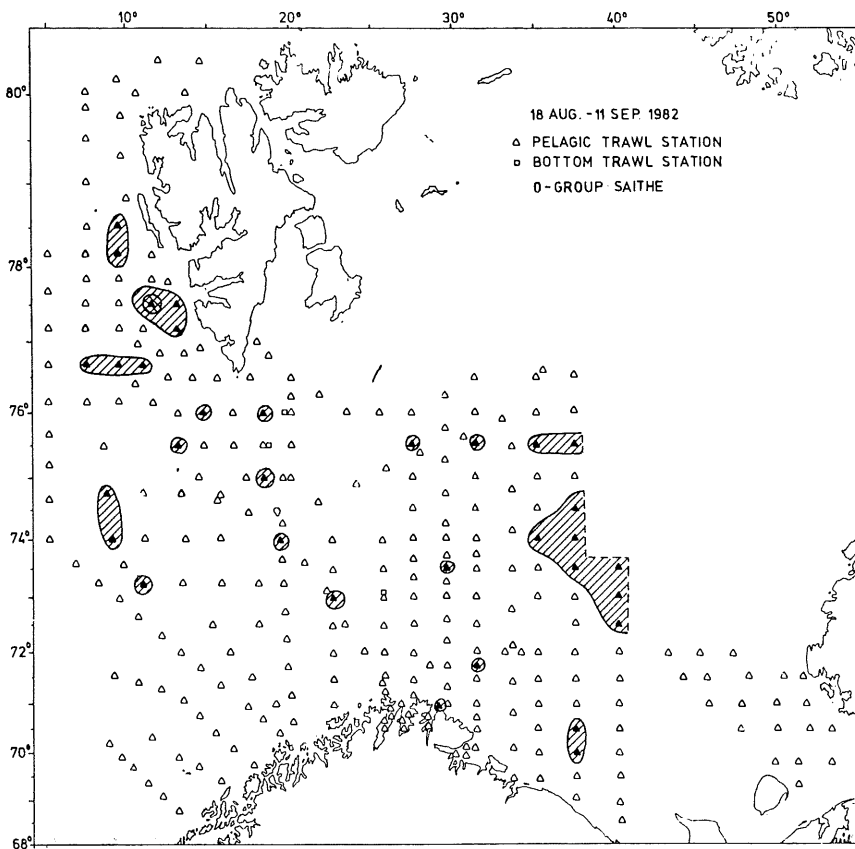 10° 20° 30° 40° 50°
80°
18 AUG. -11 SEP. 1982
△ PELAGIC TRAWL STATION
□ BOTTOM TRAWL STATION
0-GROUP SAITHE
78°
76°
74°
72°
70°
68°